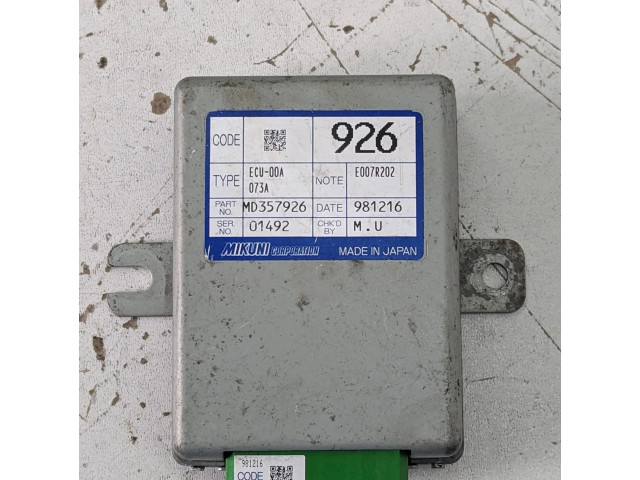 CODE 926
TYPE ECU-00A 073A NOTE E007R202
PART NO. MD357926 DATE 981216
SER. NO. 01492 CHK'D BY M.U
MIKUNI CORPORATION MADE IN JAPAN
981216
CODE